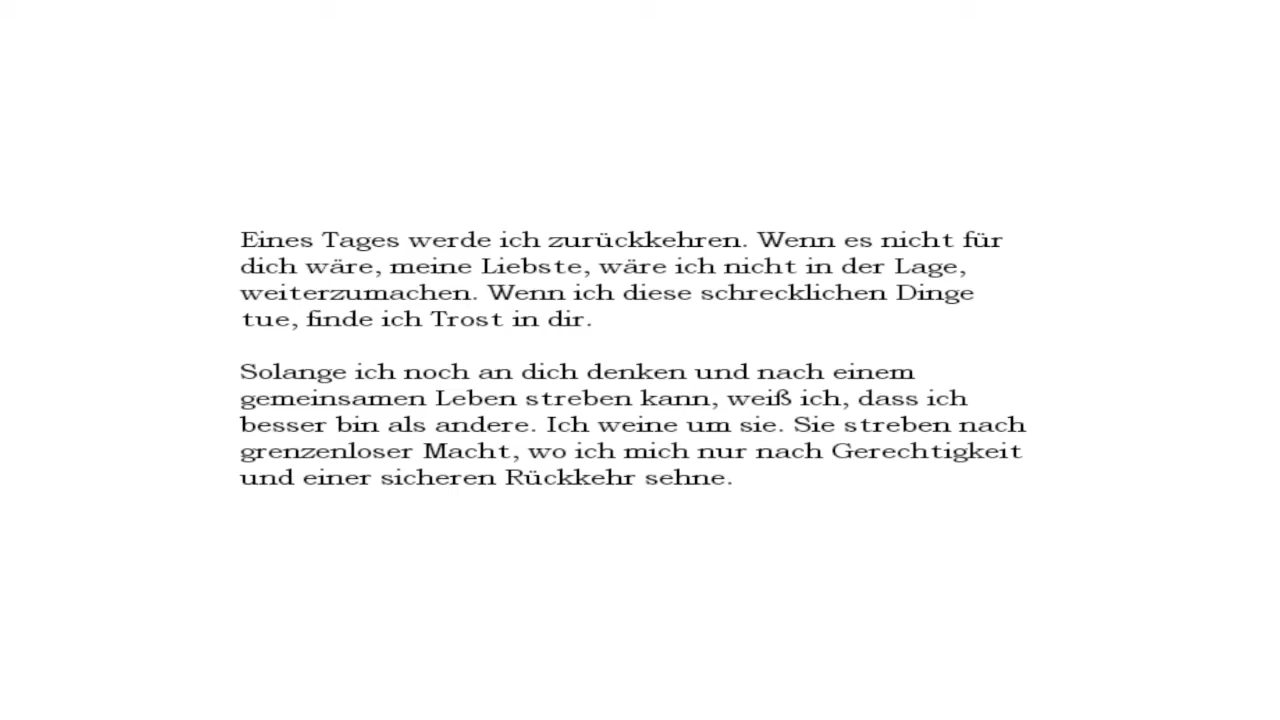 Eines Tages werde ich zurückkehren. Wenn es nicht für
dich wäre, meine Liebste, wäre ich nicht in der Lage,
weiterzumachen. Wenn ich diese schrecklichen Dinge
tue, finde ich Trost in dir.
Solange ich noch an dich denken und nach einem
gemeinsamen Leben streben kann, weiß ich, dass ich
besser bin als andere. Ich weine um sie. Sie streben nach
grenzenloser Macht, wo ich mich nur nach Gerechtigkeit
und einer sicheren Rückkehr sehne.